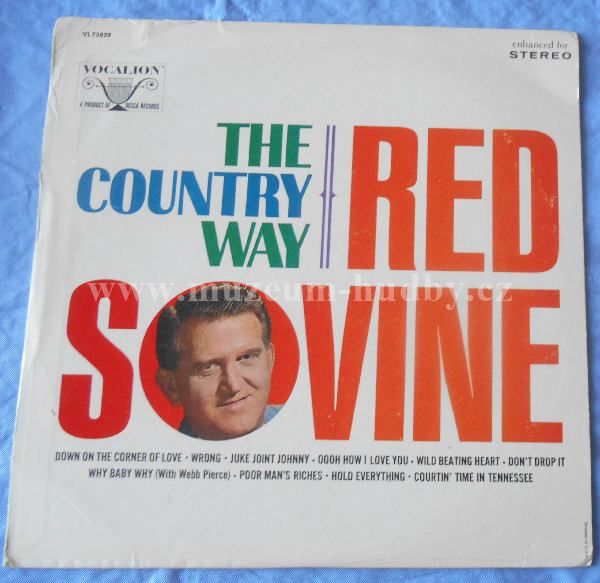 VL 73829
enhanced for
STEREO
VOCALION
A PRODUCT OF DECCA RECORDS
THE
COUNTRY
WAY
RED
SOVINE
www.muzeum-hudby.cz
DOWN ON THE CORNER OF LOVE • WRONG • JUKE JOINT JOHNNY • OOOH HOW I LOVE YOU • WILD BEATING HEART • DON'T DROP IT
WHY BABY WHY (With Webb Pierce) • POOR MAN'S RICHES • HOLD EVERYTHING • COURTIN' TIME IN TENNESSEE